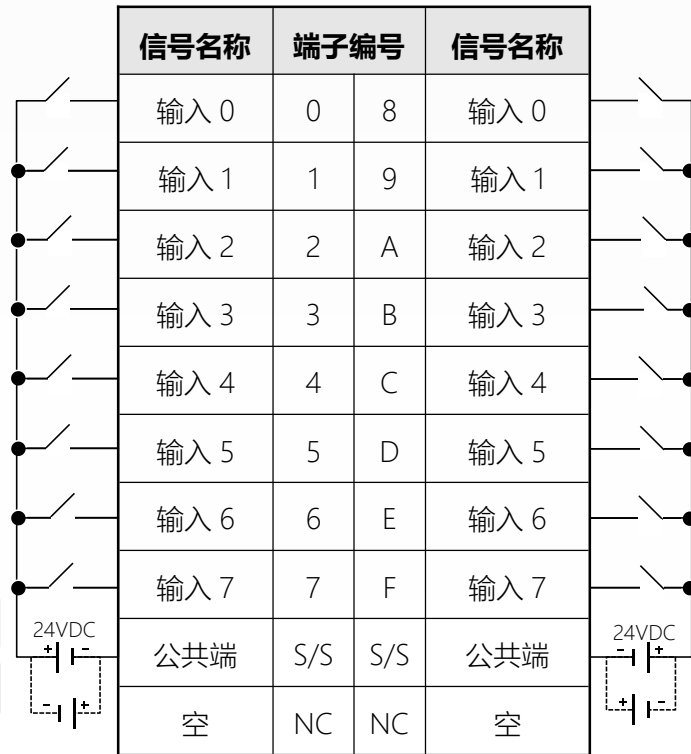 信号名称 端子编号 信号名称
输入 0 0 8 输入 0
输入 1 1 9 输入 1
输入 2 2 A 输入 2
输入 3 3 B 输入 3
输入 4 4 C 输入 4
输入 5 5 D 输入 5
输入 6 6 E 输入 6
输入 7 7 F 输入 7
24VDC 24VDC
+ - 公共端 S/S S/S 公共端 - +
- + 空 NC NC 空 + -